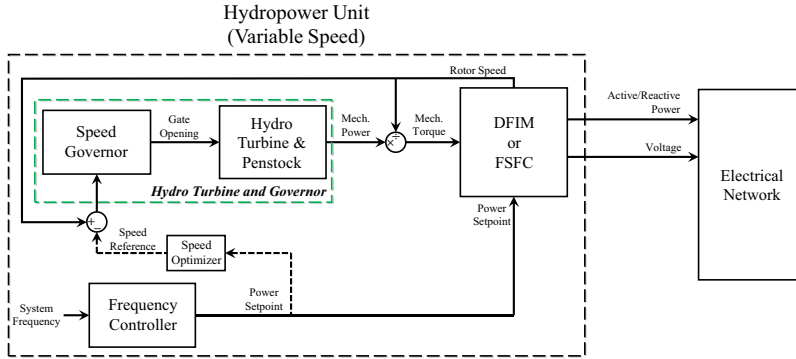 Hydropower Unit
(Variable Speed)
Rotor Speed
Speed
Governor
Gate
Opening
Hydro
Turbine &
Penstock
Mech.
Power
÷
×
Mech.
Torque
DFIM
or
FSFC
Active/Reactive
Power
Voltage
Electrical
Network
Hydro Turbine and Governor
+
−
Speed
Reference
Speed
Optimizer
Power
Setpoint
System
Frequency
Frequency
Controller
Power
Setpoint